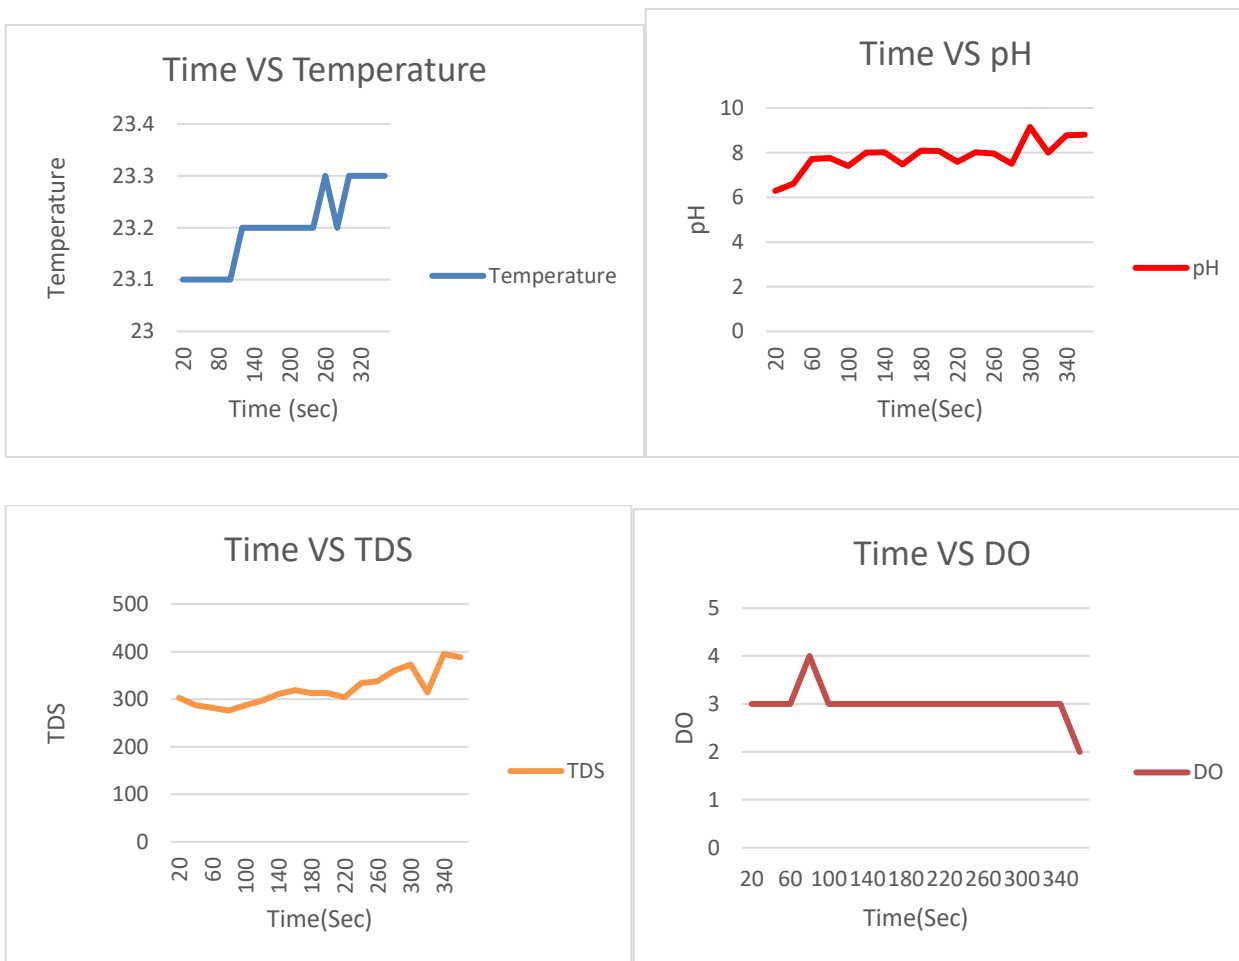 Time VS Temperature
23.4
23.3
23.2
23.1
23
Temperature
20
80
140
200
260
320
Time (sec)
Temperature
Time VS pH
10
8
6
4
2
0
pH
20
60
100
140
180
220
260
300
340
Time(Sec)
pH
Time VS TDS
500
400
300
200
100
0
TDS
20
60
100
140
180
220
260
300
340
Time(Sec)
TDS
Time VS DO
5
4
3
2
1
0
DO
20 60 100 140 180 220 260 300 340
Time(Sec)
DO